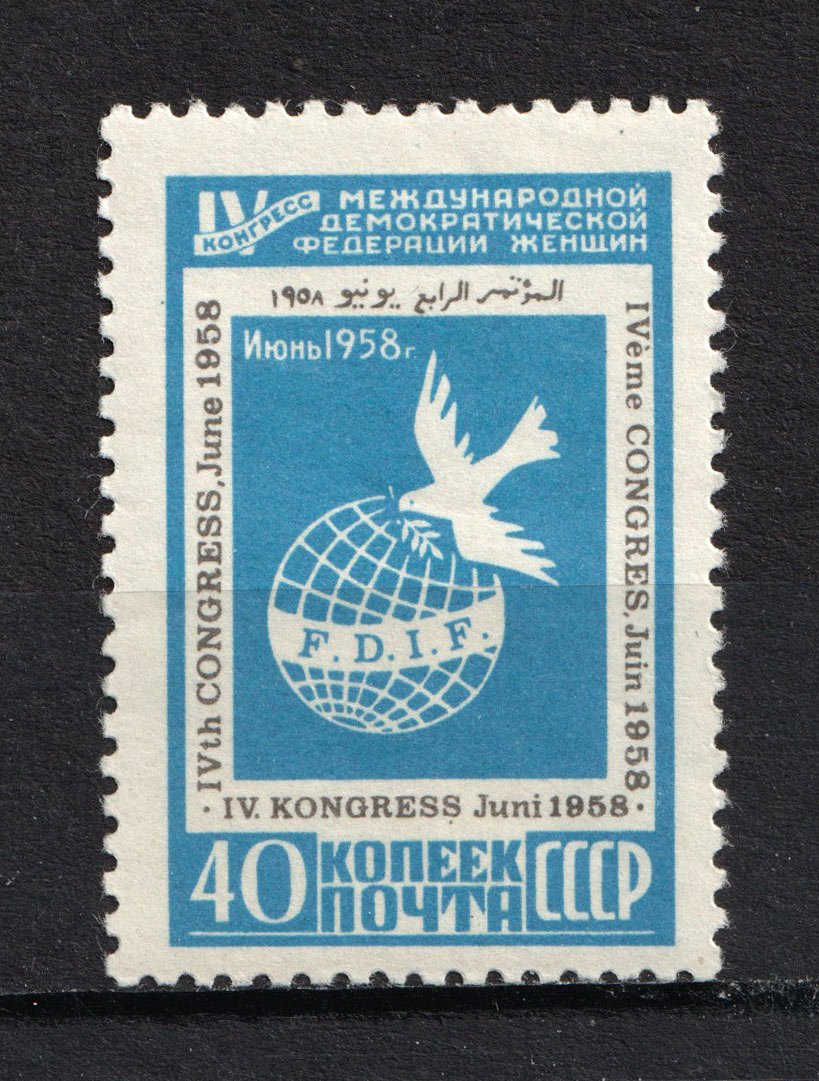 IV КОНГРЕСС
МЕЖДУНАРОДНОЙ
ДЕМОКРАТИЧЕСКОЙ
ФЕДЕРАЦИИ ЖЕНЩИН
المؤتمر الرابع يونيو ١٩٥٨
IVth CONGRESS, June 1958
IVème CONGRES, Juin 1958
Июнь 1958г
F. D. I. F.
· IV. KONGRESS Juni 1958 ·
40 КОПЕЕК
ПОЧТА
СССР